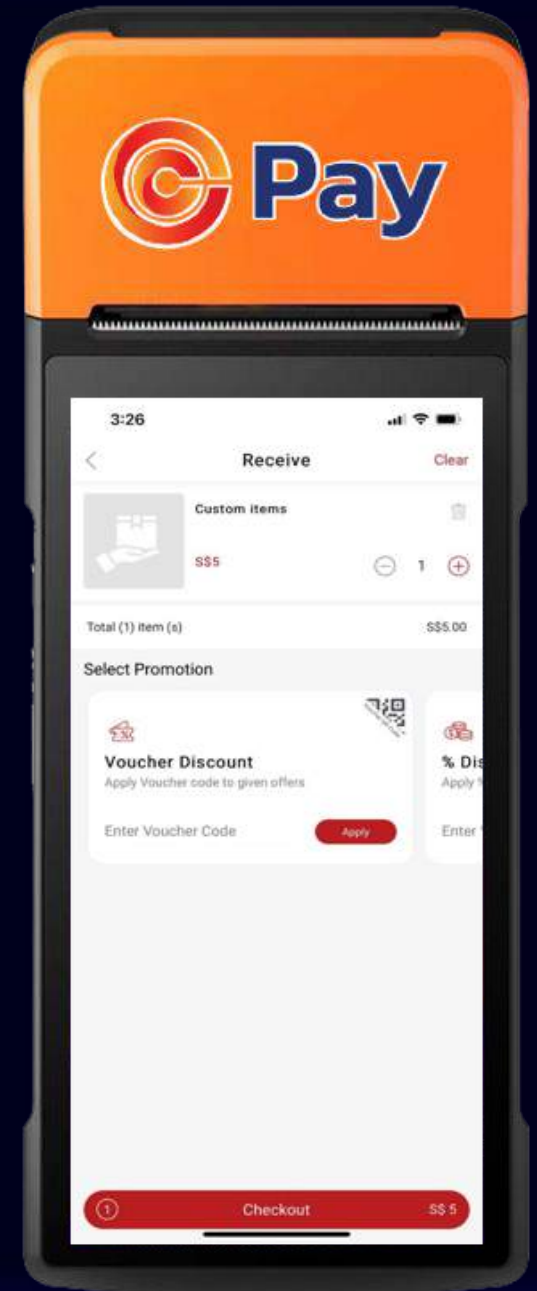 Pay
3:26
Receive
Clear
Custom items
S$5
1
Total (1) item (s)
S$5.00
Select Promotion
Voucher Discount
Apply Voucher code to given offers
Enter Voucher Code
Apply
% Dis
Apply %
Enter
1
Checkout
S$ 5